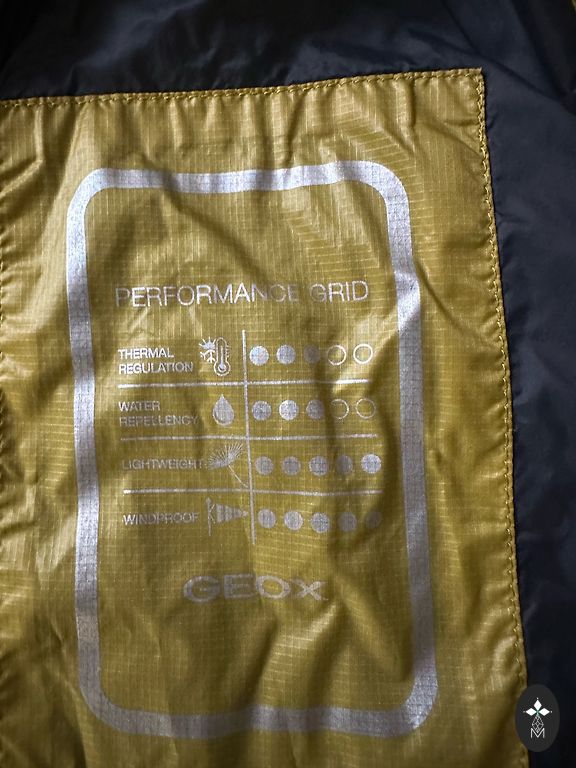 PERFORMANCE GRID
THERMAL
REGULATION
WATER
REPELLENCY
LIGHTWEIGHT
WINDPROOF
GEOX
M